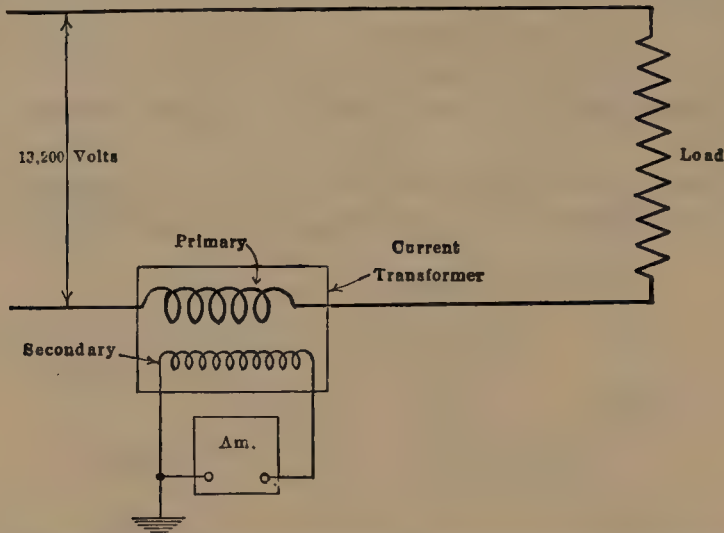 13,200 Volts
Load
Primary
Current
Transformer
Secondary
Am.